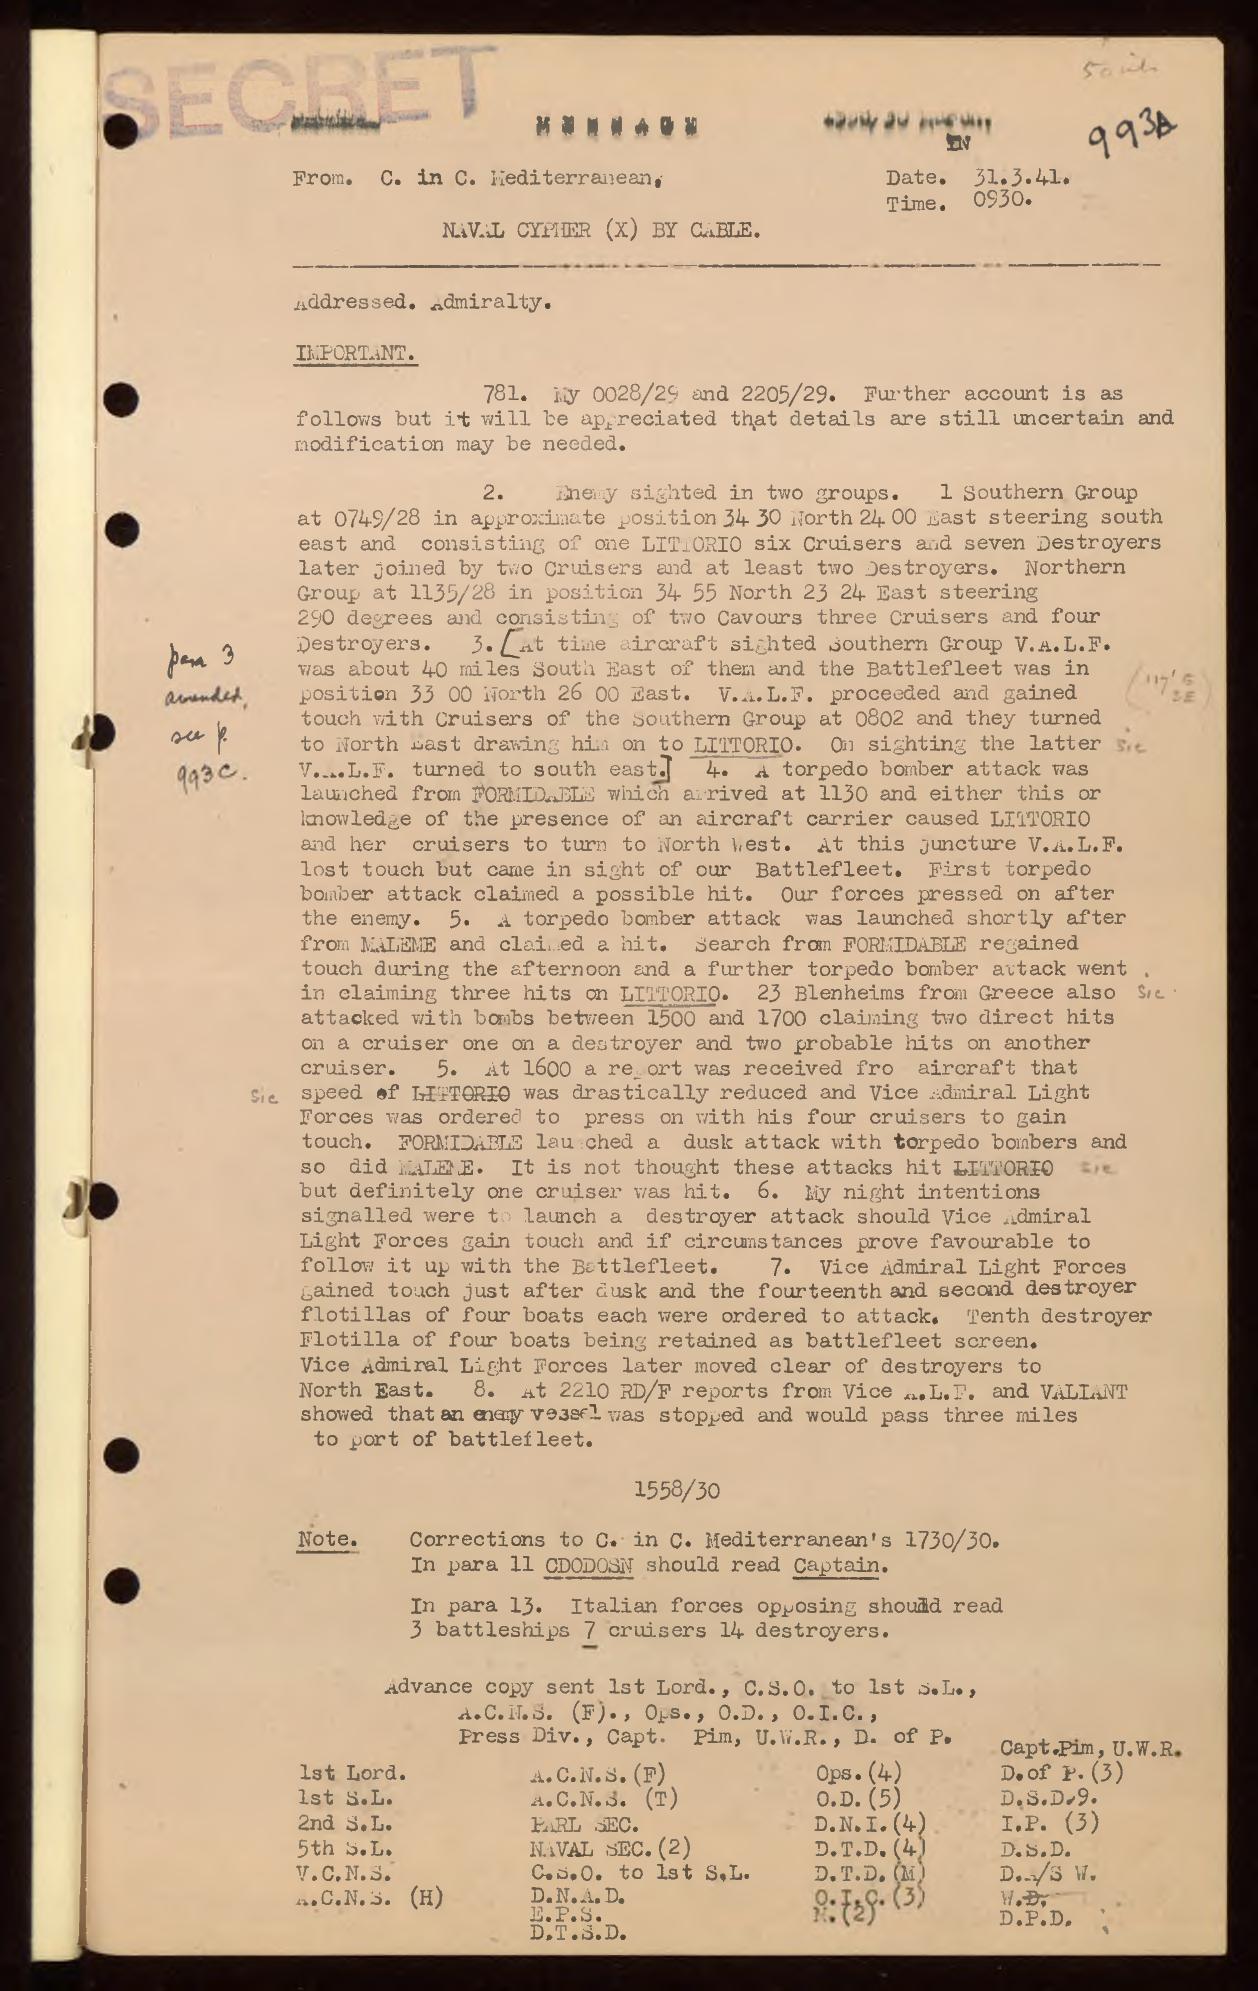 SECRET
MESSAGE
IN
993A
From. C. in C. Mediterranean,
Date. 31.3.41.
Time. 0930.
NAVAL CYPHER (X) BY CABLE.
Addressed. Admiralty.
IMPORTANT.
781. My 0028/29 and 2205/29. Further account is as
follows but it will be appreciated that details are still uncertain and
modification may be needed.
2. Enemy sighted in two groups. 1 Southern Group
at 0749/28 in approximate position 34 30 North 24 00 East steering south
east and consisting of one LITTORIO six Cruisers and seven Destroyers
later joined by two Cruisers and at least two Destroyers. Northern
Group at 1135/28 in position 34 55 North 23 24 East steering
290 degrees and consisting of two Cavours three Cruisers and four
Destroyers. 3. [At time aircraft sighted Southern Group V.A.L.F.
was about 40 miles South East of them and the Battlefleet was in
position 33 00 North 26 00 East. V.A.L.F. proceeded and gained
touch with Cruisers of the Southern Group at 0802 and they turned
to North East drawing him on to LITTORIO. On sighting the latter sic
V.A.L.F. turned to south east.] 4. A torpedo bomber attack was
launched from FORMIDABLE which arrived at 1130 and either this or
knowledge of the presence of an aircraft carrier caused LITTORIO
and her cruisers to turn to North West. At this juncture V.A.L.F.
lost touch but came in sight of our Battlefleet. First torpedo
bomber attack claimed a possible hit. Our forces pressed on after
the enemy. 5. A torpedo bomber attack was launched shortly after
from MALEME and claimed a hit. Search from FORMIDABLE regained
touch during the afternoon and a further torpedo bomber attack went
in claiming three hits on LITTORIO. 23 Blenheims from Greece also sic
attacked with bombs between 1500 and 1700 claiming two direct hits
on a cruiser one on a destroyer and two probable hits on another
cruiser. 5. At 1600 a report was received fro aircraft that
sic speed of LITTORIO was drastically reduced and Vice Admiral Light
Forces was ordered to press on with his four cruisers to gain
touch. FORMIDABLE launched a dusk attack with torpedo bombers and
so did MALEME. It is not thought these attacks hit LITTORIO sic
but definitely one cruiser was hit. 6. My night intentions
signalled were to launch a destroyer attack should Vice Admiral
Light Forces gain touch and if circumstances prove favourable to
follow it up with the Battlefleet. 7. Vice Admiral Light Forces
gained touch just after dusk and the fourteenth and second destroyer
flotillas of four boats each were ordered to attack. Tenth destroyer
Flotilla of four boats being retained as battlefleet screen.
Vice Admiral Light Forces later moved clear of destroyers to
North East. 8. At 2210 RD/F reports from Vice A.L.F. and VALIANT
showed that an enemy vessel was stopped and would pass three miles
to port of battlefleet.
para 3
amended,
see p.
993C.
1558/30
Note. Corrections to C. in C. Mediterranean's 1730/30.
In para 11 CDODOSN should read Captain.
In para 13. Italian forces opposing should read
3 battleships 7 cruisers 14 destroyers.
Advance copy sent 1st Lord., C.S.O. to 1st S.L.,
A.C.N.S. (F)., Ops., O.D., O.I.C.,
Press Div., Capt. Pim, U.W.R., D. of P.
Capt.Pim, U.W.R.
1st Lord. A.C.N.S.(F) Ops.(4) D.of P.(3)
1st S.L. A.C.N.S. (T) O.D.(5) D.S.D.9.
2nd S.L. PARL SEC. D.N.I.(4) I.P. (3)
5th S.L. NAVAL SEC.(2) D.T.D.(4) D.S.D.
V.C.N.S. C.S.O. to 1st S.L. D.T.D.(M) D.A/S W.
A.C.N.S. (H) D.N.A.D. O.I.C.(3) W.D.
E.P.S. M.(2) D.P.D.
D.T.S.D.